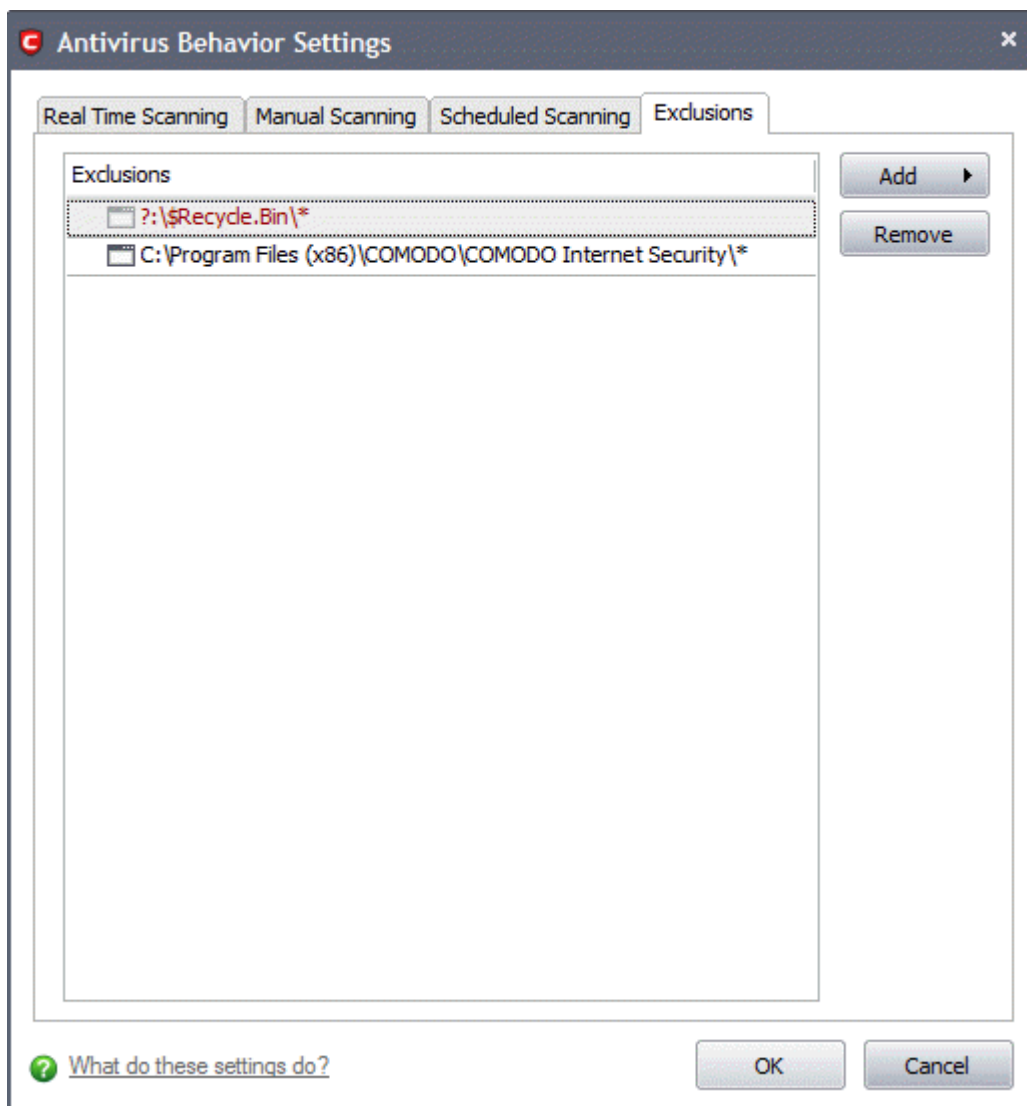 Antivirus Behavior Settings
Real Time Scanning Manual Scanning Scheduled Scanning Exclusions
Exclusions
Add
?:\$Recycle.Bin\*
Remove
C:\Program Files (x86)\COMODO\COMODO Internet Security\*
What do these settings do?
OK
Cancel